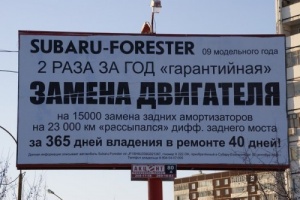 SUBARU-FORESTER 09 модельного года
2 РАЗА ЗА ГОД «гарантийная»
ЗАМЕНА ДВИГАТЕЛЯ
на 15000 замена задних амортизаторов
на 23 000 км «рассыпался» дифф. заднего моста
за 365 дней владения в ремонте 40 дней!